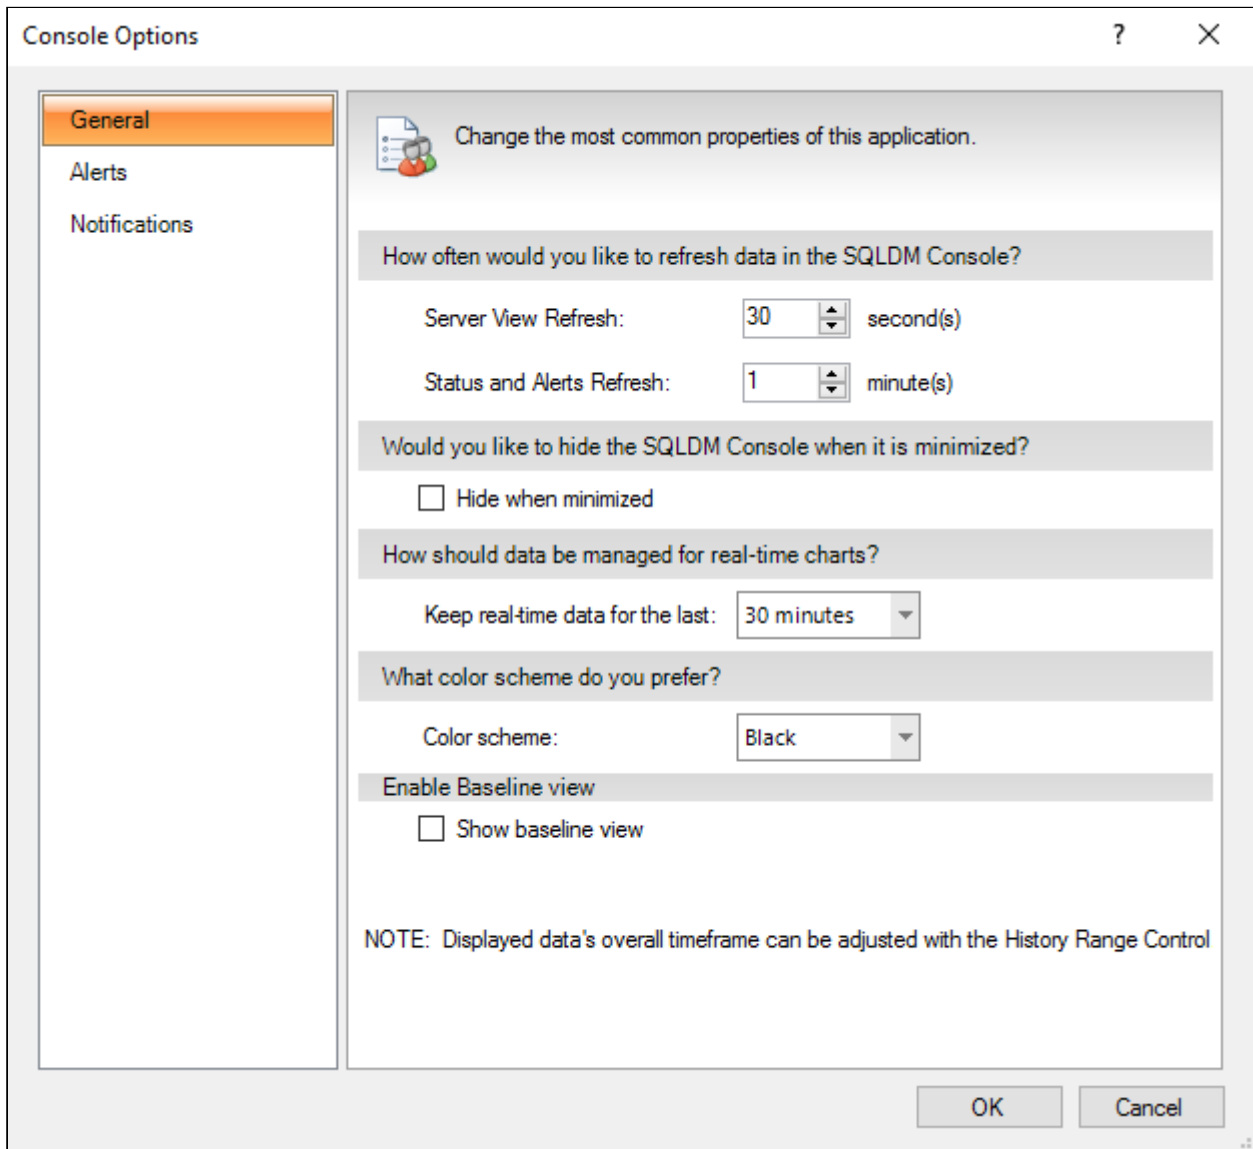 Console Options
?
General
Alerts
Notifications
Change the most common properties of this application.
How often would you like to refresh data in the SQLDM Console?
Server View Refresh: 30 second(s)
Status and Alerts Refresh: 1 minute(s)
Would you like to hide the SQLDM Console when it is minimized?
Hide when minimized
How should data be managed for real-time charts?
Keep real-time data for the last: 30 minutes
What color scheme do you prefer?
Color scheme: Black
Enable Baseline view
Show baseline view
NOTE:  Displayed data's overall timeframe can be adjusted with the History Range Control
OK Cancel